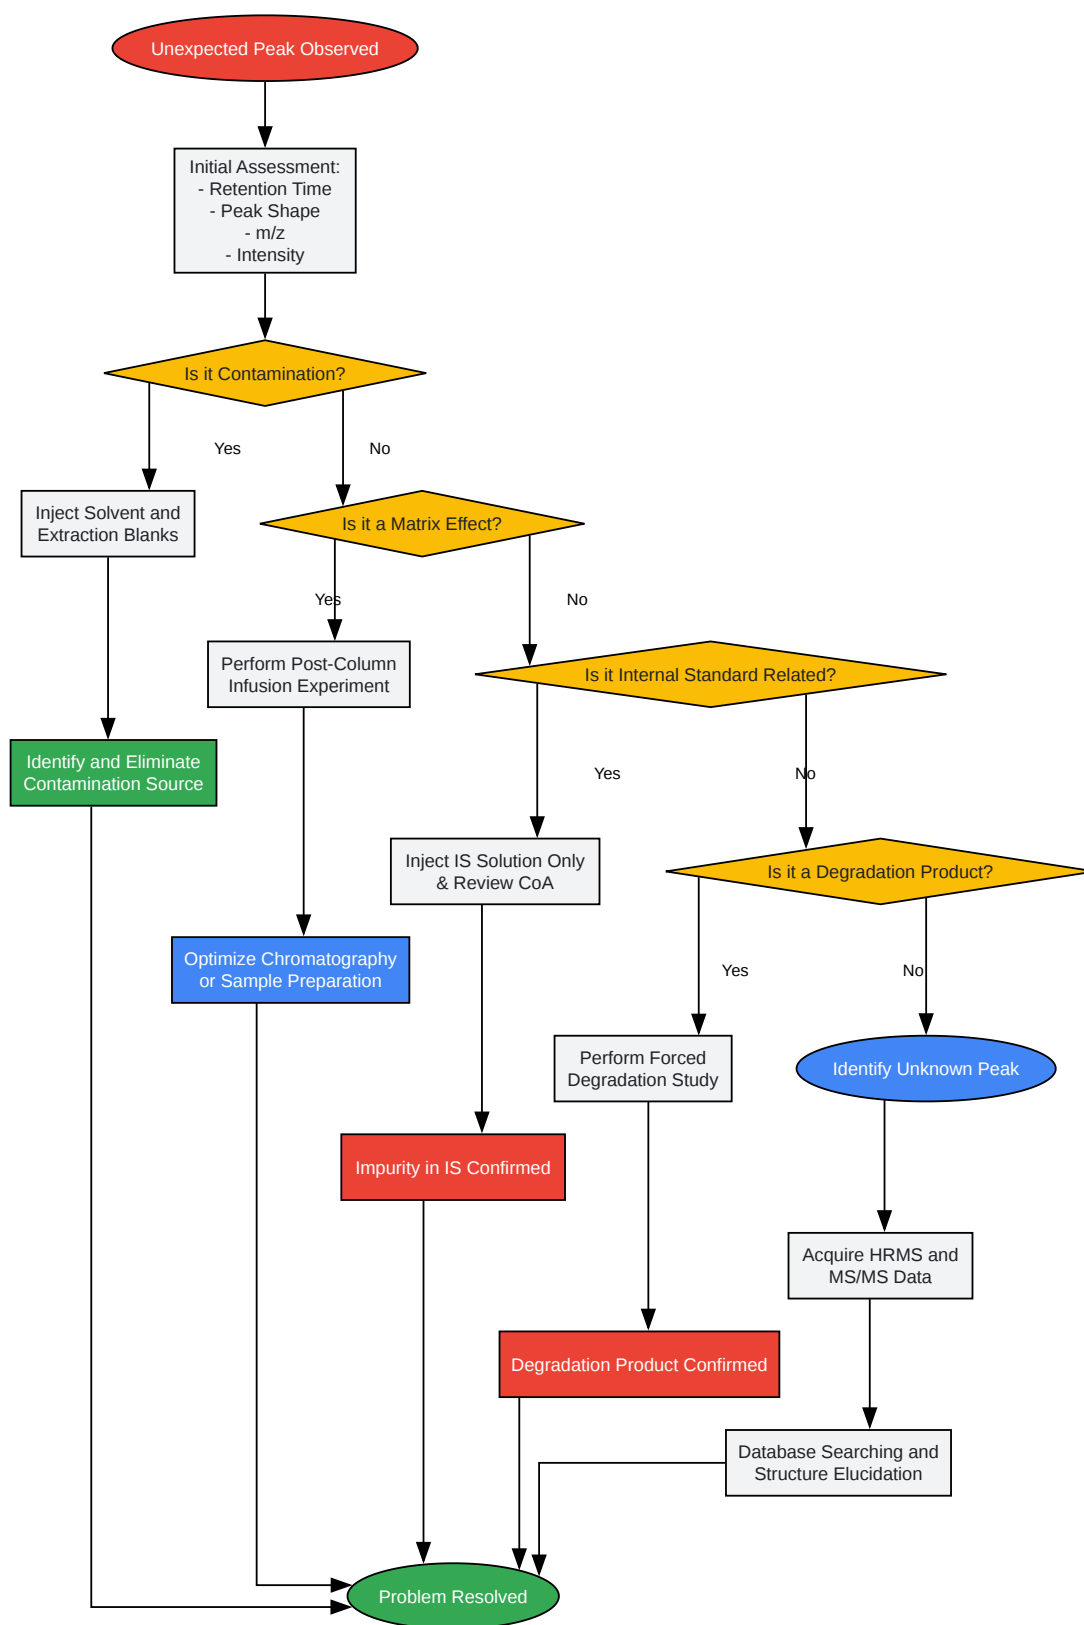 Unexpected Peak Observed
Initial Assessment:
- Retention Time
- Peak Shape
- m/z
- Intensity
Is it Contamination?
Yes
No
Inject Solvent and
Extraction Blanks
Is it a Matrix Effect?
Yes
No
Perform Post-Column
Infusion Experiment
Is it Internal Standard Related?
Identify and Eliminate
Contamination Source
Yes
No
Inject IS Solution Only
& Review CoA
Is it a Degradation Product?
Optimize Chromatography
or Sample Preparation
Yes
No
Perform Forced
Degradation Study
Identify Unknown Peak
Impurity in IS Confirmed
Acquire HRMS and
MS/MS Data
Degradation Product Confirmed
Database Searching and
Structure Elucidation
Problem Resolved